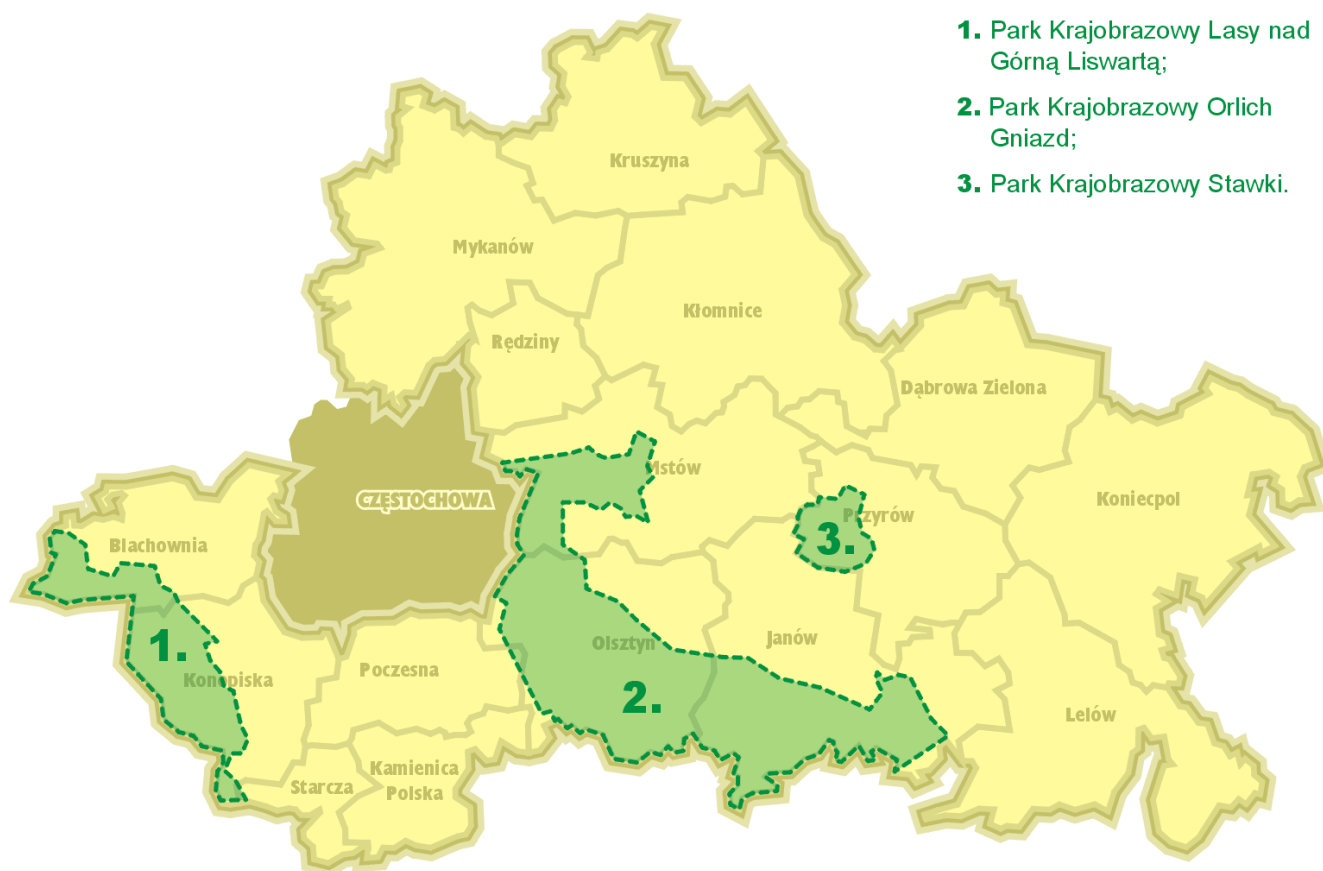 1. Park Krajobrazowy Lasy nad
Górną Liswartą;
2. Park Krajobrazowy Orlich
Gniazd;
3. Park Krajobrazowy Stawki.
Kruszyna
Mykanów
Kłomnice
Rędziny
Dąbrowa Zielona
Mstów
CZĘSTOCHOWA
Koniecpol
Przyrów
3.
Blachownia
1.
Olsztyn
Janów
Poczesna
Konopiska
2.
Lelów
Kamienica
Polska
Starcza